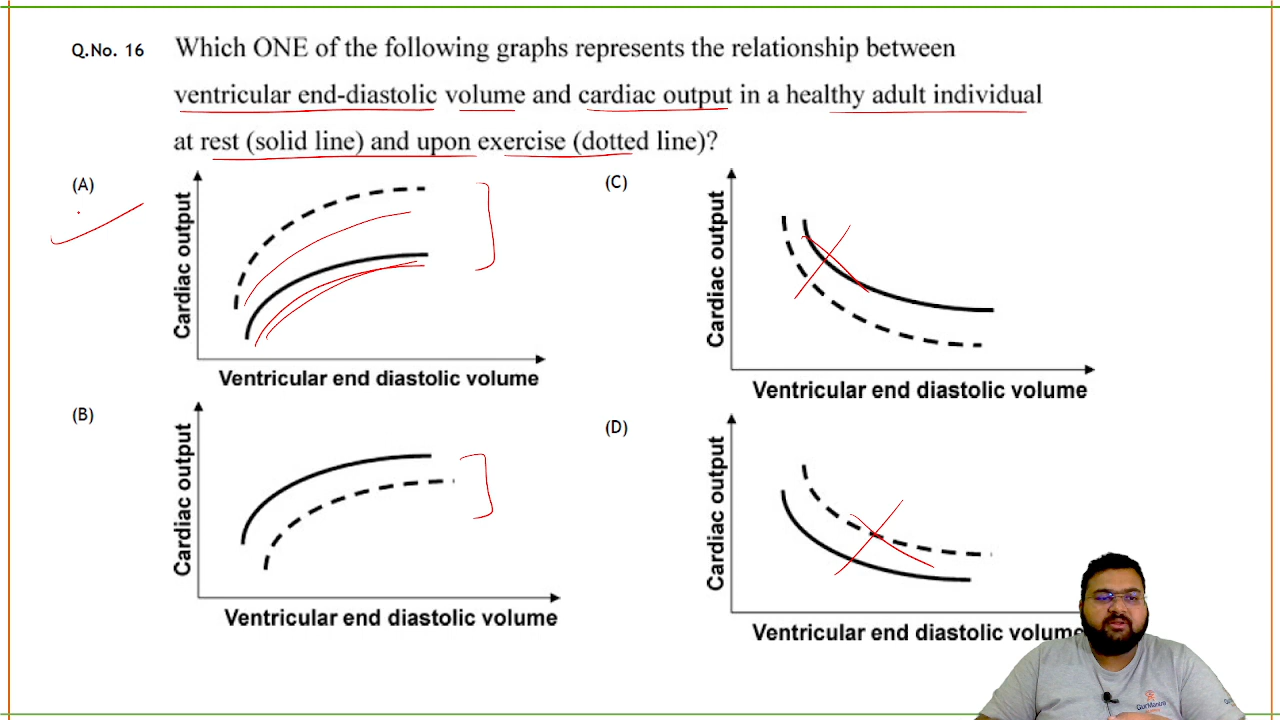 Q.No. 16 Which ONE of the following graphs represents the relationship between
ventricular end-diastolic volume and cardiac output in a healthy adult individual
at rest (solid line) and upon exercise (dotted line)?
(A)
Cardiac output
Ventricular end diastolic volume
(B)
Cardiac output
Ventricular end diastolic volume
(C)
Cardiac output
Ventricular end diastolic volume
(D)
Cardiac output
Ventricular end diastolic volume